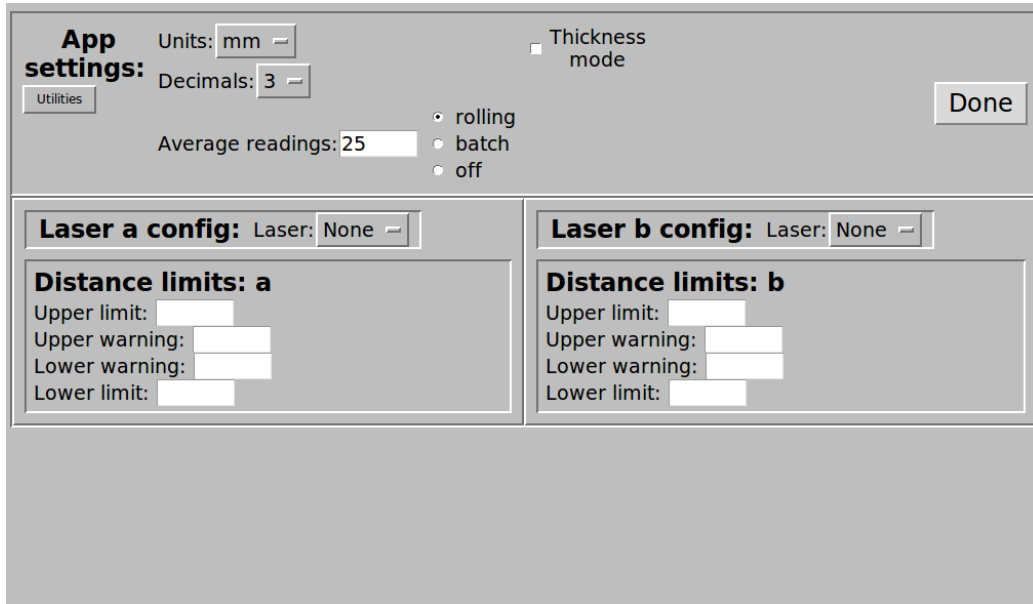 App settings:
Utilities
Units: mm
Decimals: 3
Average readings: 25
rolling
batch
off
Thickness mode
Done
Laser a config: Laser: None
Distance limits: a
Upper limit:
Upper warning:
Lower warning:
Lower limit:
Laser b config: Laser: None
Distance limits: b
Upper limit:
Upper warning:
Lower warning:
Lower limit: